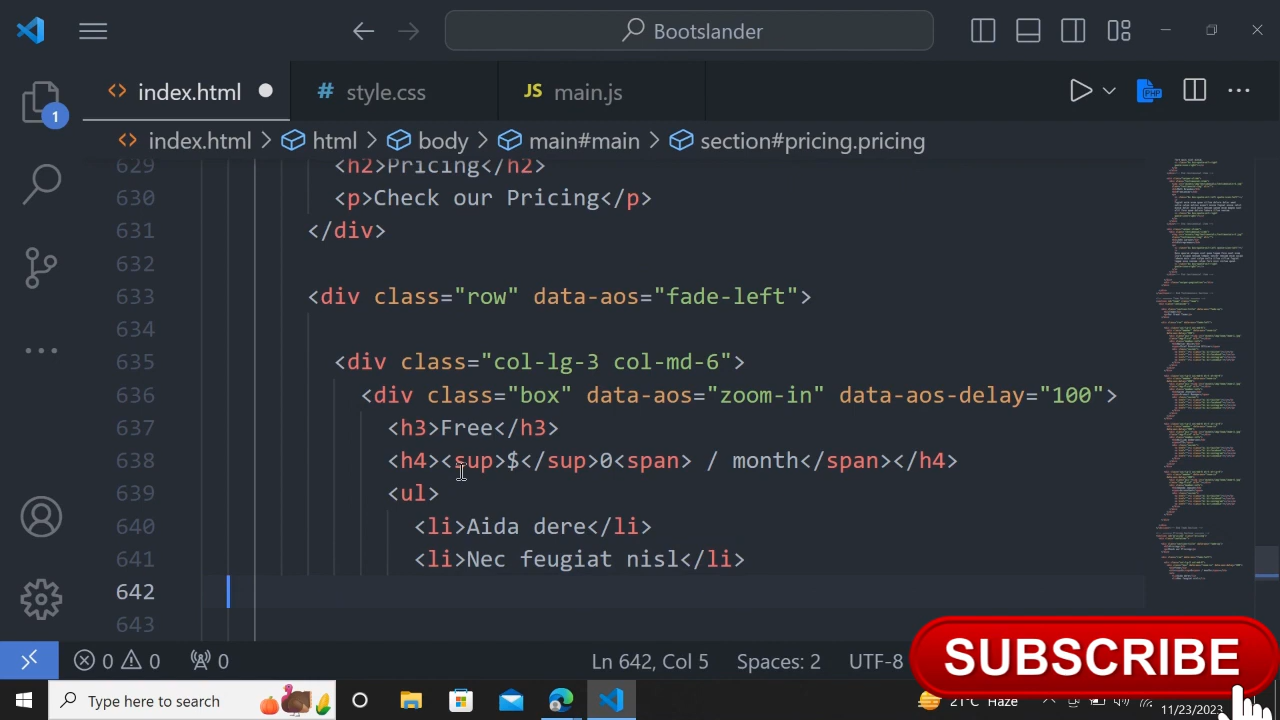 Bootslander
index.html
# style.css
JS main.js
index.html > html > body > main#main > section#pricing.pricing
629 <h2>Pricing</h2>
630 <p>Check our Pricing</p>
631 </div>
632
633 <div class="row" data-aos="fade-left">
634
635 <div class= col-lg-3 col-md-6">
636 <div class="box" data-aos="zoom-in" data-aos-delay="100">
637 <h3>Free</h3>
638 <h4>< </ up>0<span> / month</span></h4>
639 <ul>
640 <li>Aida dere</li>
641 <li> feugiat nisl</li>
642
643
1
0 0 0
Ln 642, Col 5
Spaces: 2
UTF-8
SUBSCRIBE
Type here to search
21°C Haze
11/23/2023